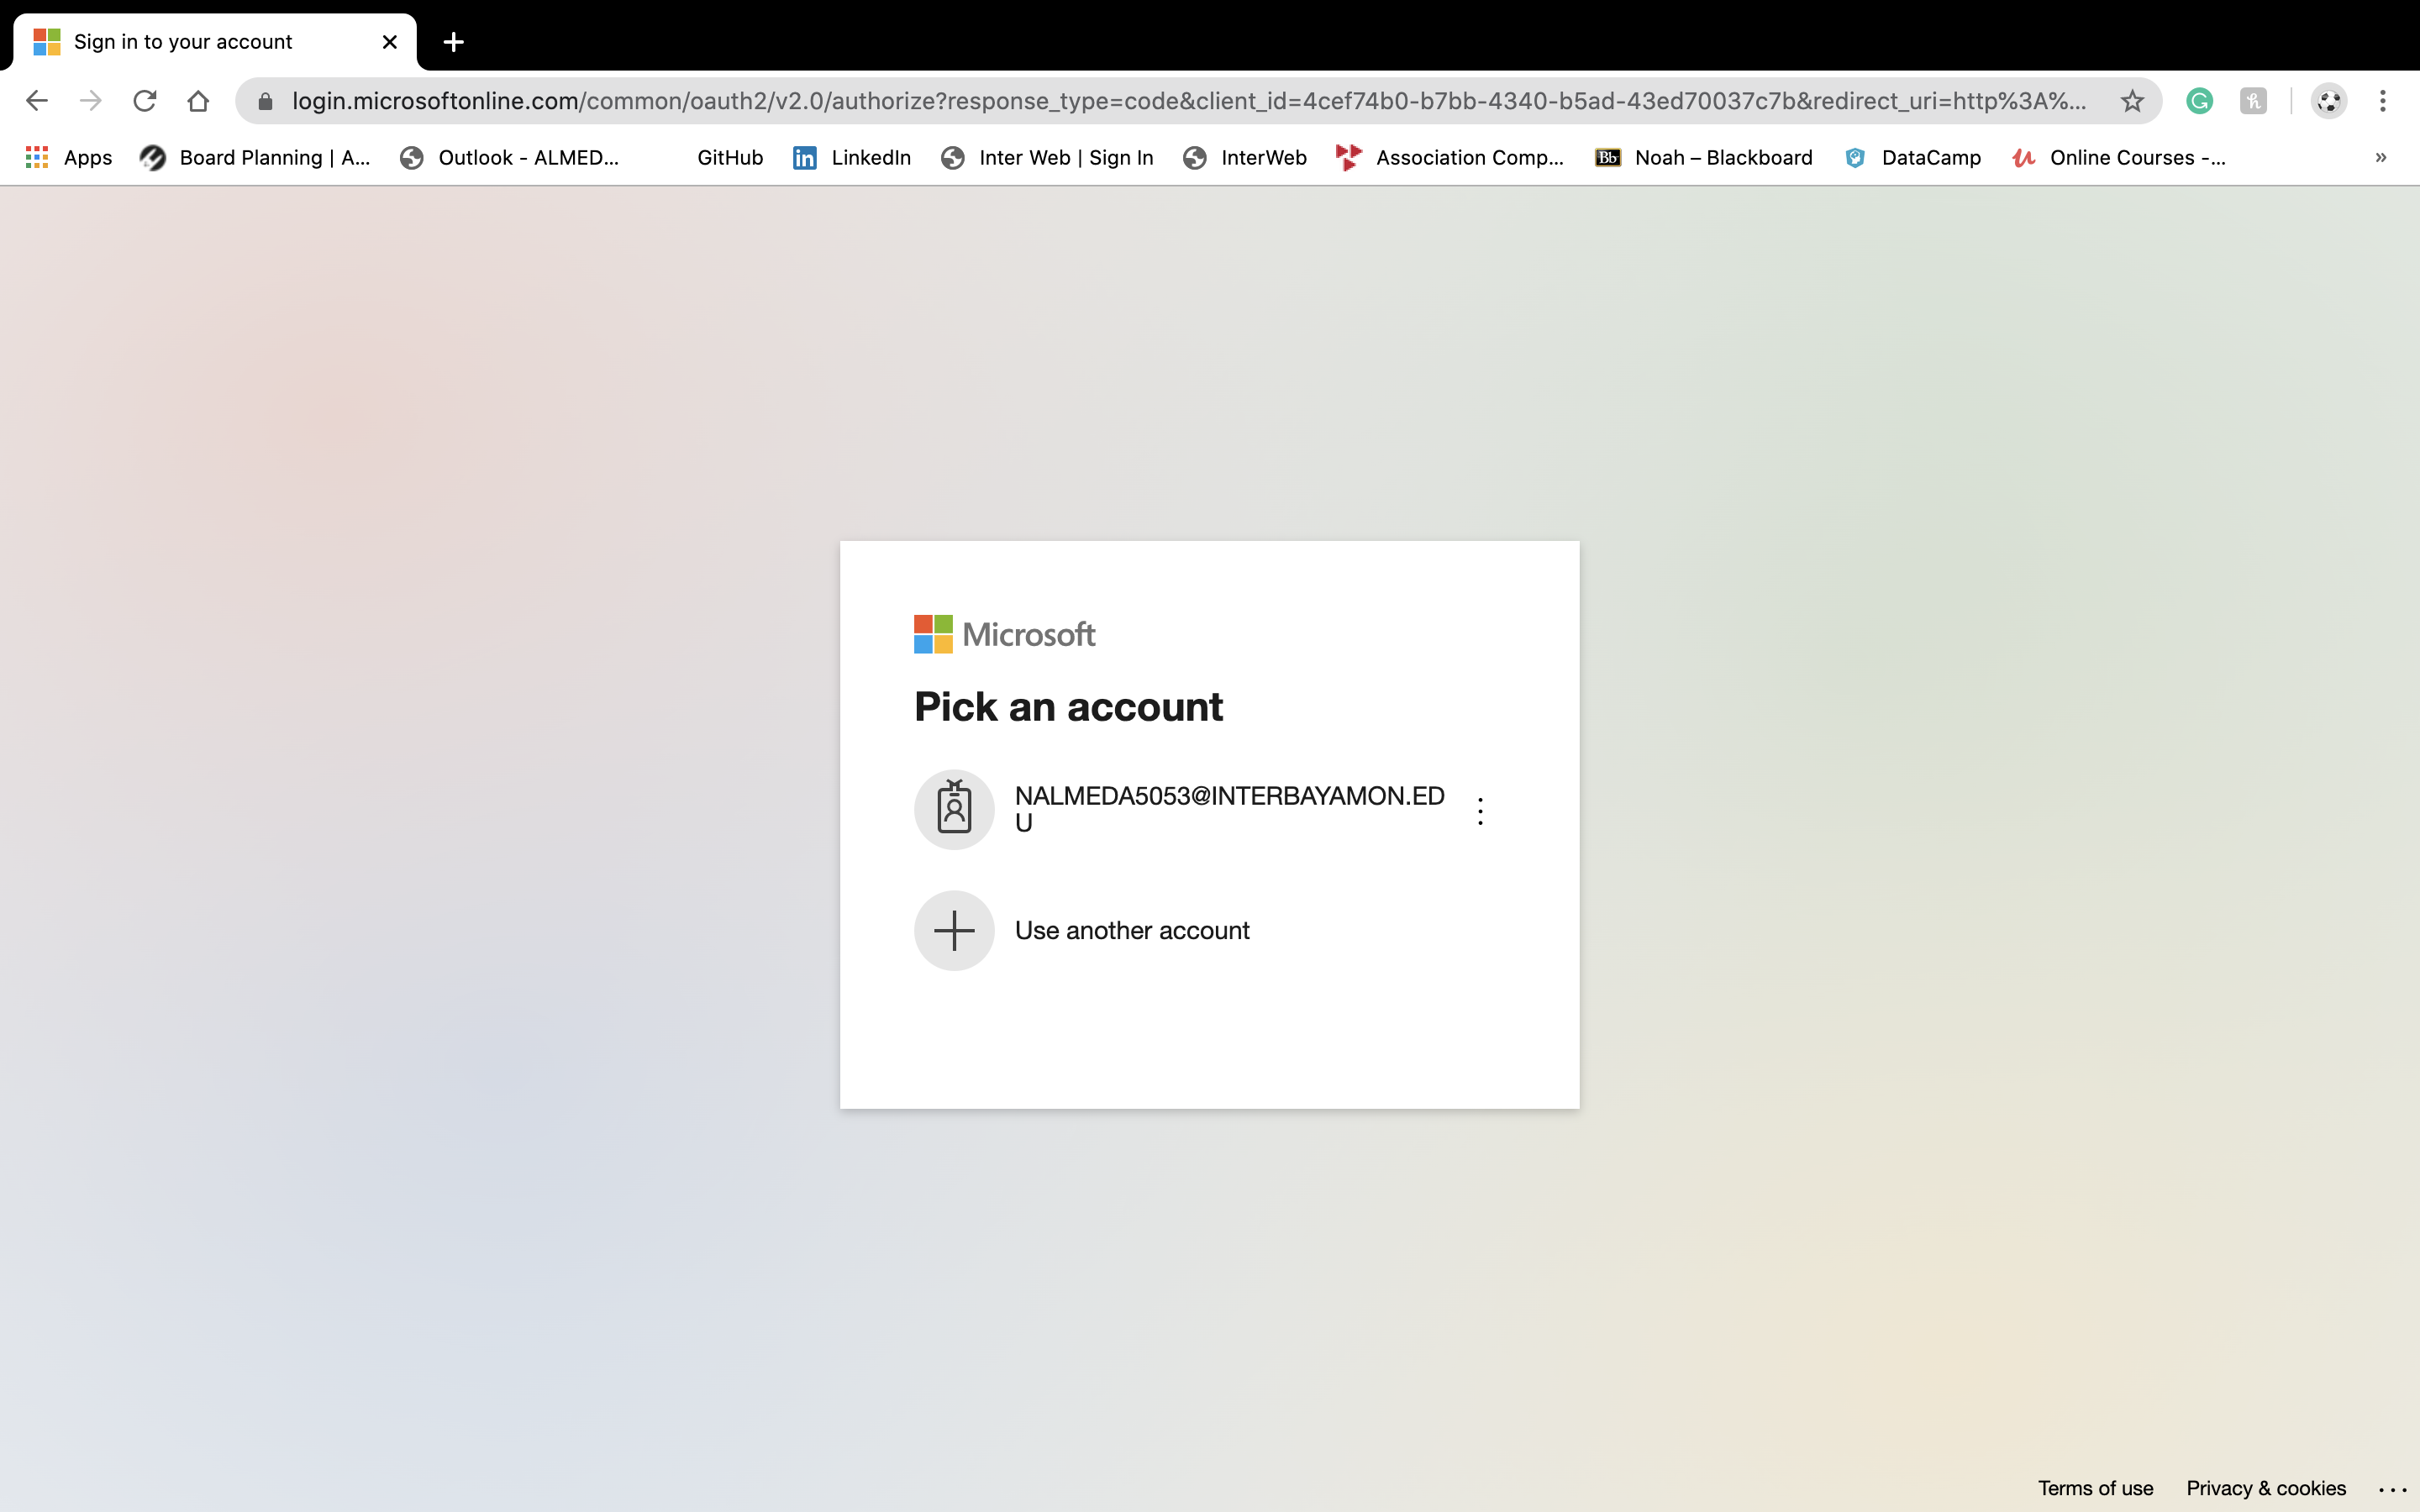 Sign in to your account
login.microsoftonline.com/common/oauth2/v2.0/authorize?response_type=code&client_id=4cef74b0-b7bb-4340-b5ad-43ed70037c7b&redirect_uri=http%3A%...
Apps Board Planning | A... Outlook - ALMED... GitHub LinkedIn Inter Web | Sign In InterWeb Association Comp... Noah – Blackboard DataCamp Online Courses -... »
Microsoft
Pick an account
NALMEDA5053@INTERBAYAMON.ED
U
Use another account
Terms of use Privacy & cookies